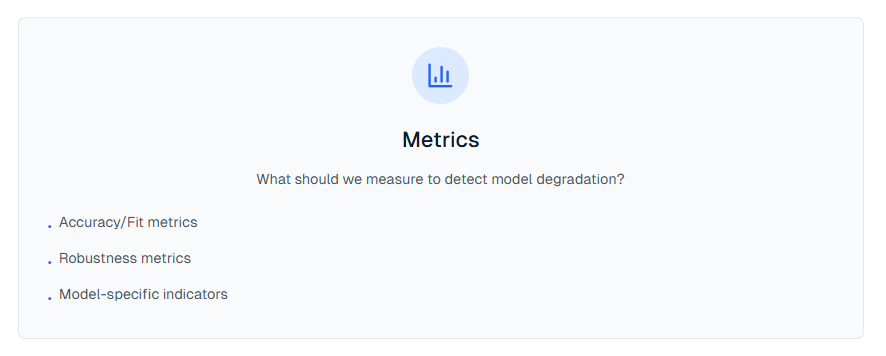 Metrics
What should we measure to detect model degradation?
• Accuracy/Fit metrics
• Robustness metrics
• Model-specific indicators